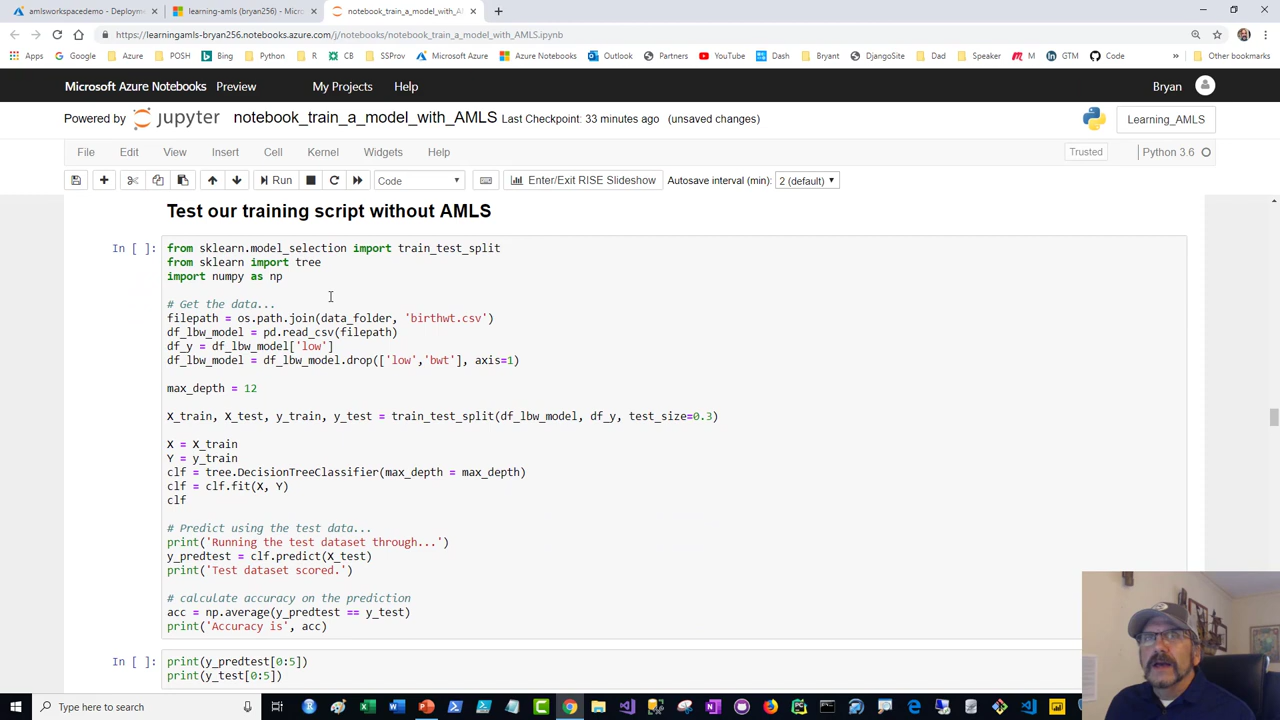 amlsworkspacedemo - Deployme
learning-amls (bryan256) - Micro
notebook_train_a_model_with_A
https://learningamls-bryan256.notebooks.azure.com/j/notebooks/notebook_train_a_model_with_AMLS.ipynb
Apps Google Azure POSH Bing Python R CB SSProv Microsoft Azure Azure Notebooks Outlook Partners YouTube Dash Bryant DjangoSite Dad Speaker GTM Code » Other bookmarks
Microsoft Azure Notebooks Preview My Projects Help Bryan
Powered by jupyter notebook_train_a_model_with_AMLS Last Checkpoint: 33 minutes ago (unsaved changes) Learning_AMLS
File Edit View Insert Cell Kernel Widgets Help Trusted Python 3.6
Run Code Enter/Exit RISE Slideshow Autosave interval (min): 2 (default)
Test our training script without AMLS
In [ ]: from sklearn.model_selection import train_test_split
from sklearn import tree
import numpy as np
# Get the data...
filepath = os.path.join(data_folder, 'birthwt.csv')
df_lbw_model = pd.read_csv(filepath)
df_y = df_lbw_model['low']
df_lbw_model = df_lbw_model.drop(['low','bwt'], axis=1)
max_depth = 12
X_train, X_test, y_train, y_test = train_test_split(df_lbw_model, df_y, test_size=0.3)
X = X_train
Y = y_train
clf = tree.DecisionTreeClassifier(max_depth = max_depth)
clf = clf.fit(X, Y)
clf
# Predict using the test data...
print('Running the test dataset through...')
y_predtest = clf.predict(X_test)
print('Test dataset scored.')
# calculate accuracy on the prediction
acc = np.average(y_predtest == y_test)
print('Accuracy is', acc)
In [ ]: print(y_predtest[0:5])
print(y_test[0:5])
Type here to search